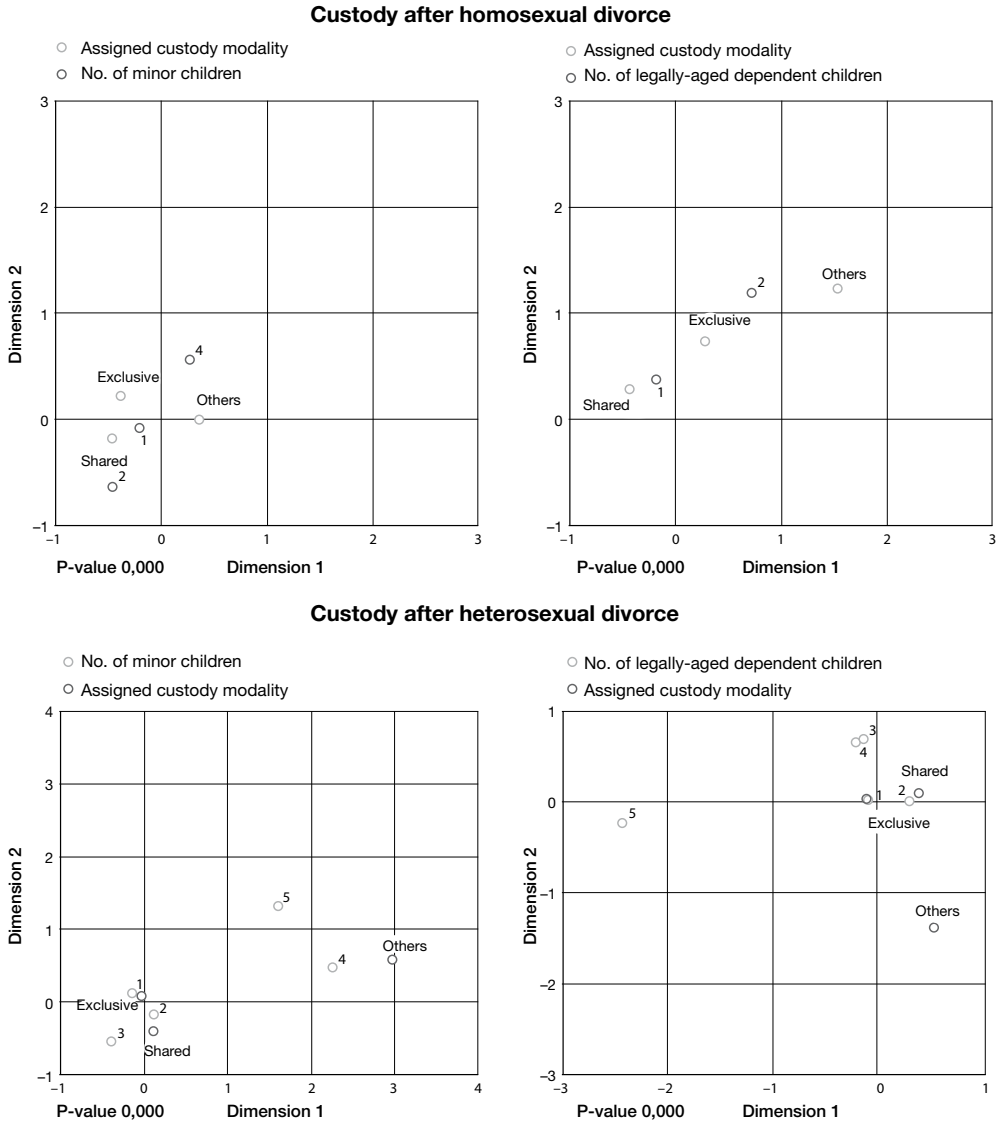 Custody after homosexual divorce
Assigned custody modality
No. of minor children
3
2
1
0
–1
–1
0
1
2
3
Dimension 2
4
Exclusive
Others
1
Shared
2
P-value 0,000 Dimension 1
Assigned custody modality
No. of legally-aged dependent children
3
2
1
0
–1
–1
0
1
2
3
Dimension 2
Others
2
Exclusive
1
Shared
P-value 0,000 Dimension 1
Custody after heterosexual divorce
No. of minor children
Assigned custody modality
4
3
2
1
0
–1
–1
0
1
2
3
4
Dimension 2
5
Others
4
1
Exclusive
2
3
Shared
P-value 0,000 Dimension 1
No. of legally-aged dependent children
Assigned custody modality
1
0
–1
–2
–3
–3
–2
–1
0
1
Dimension 2
3
4
Shared
1
2
5
Exclusive
Others
P-value 0,000 Dimension 1